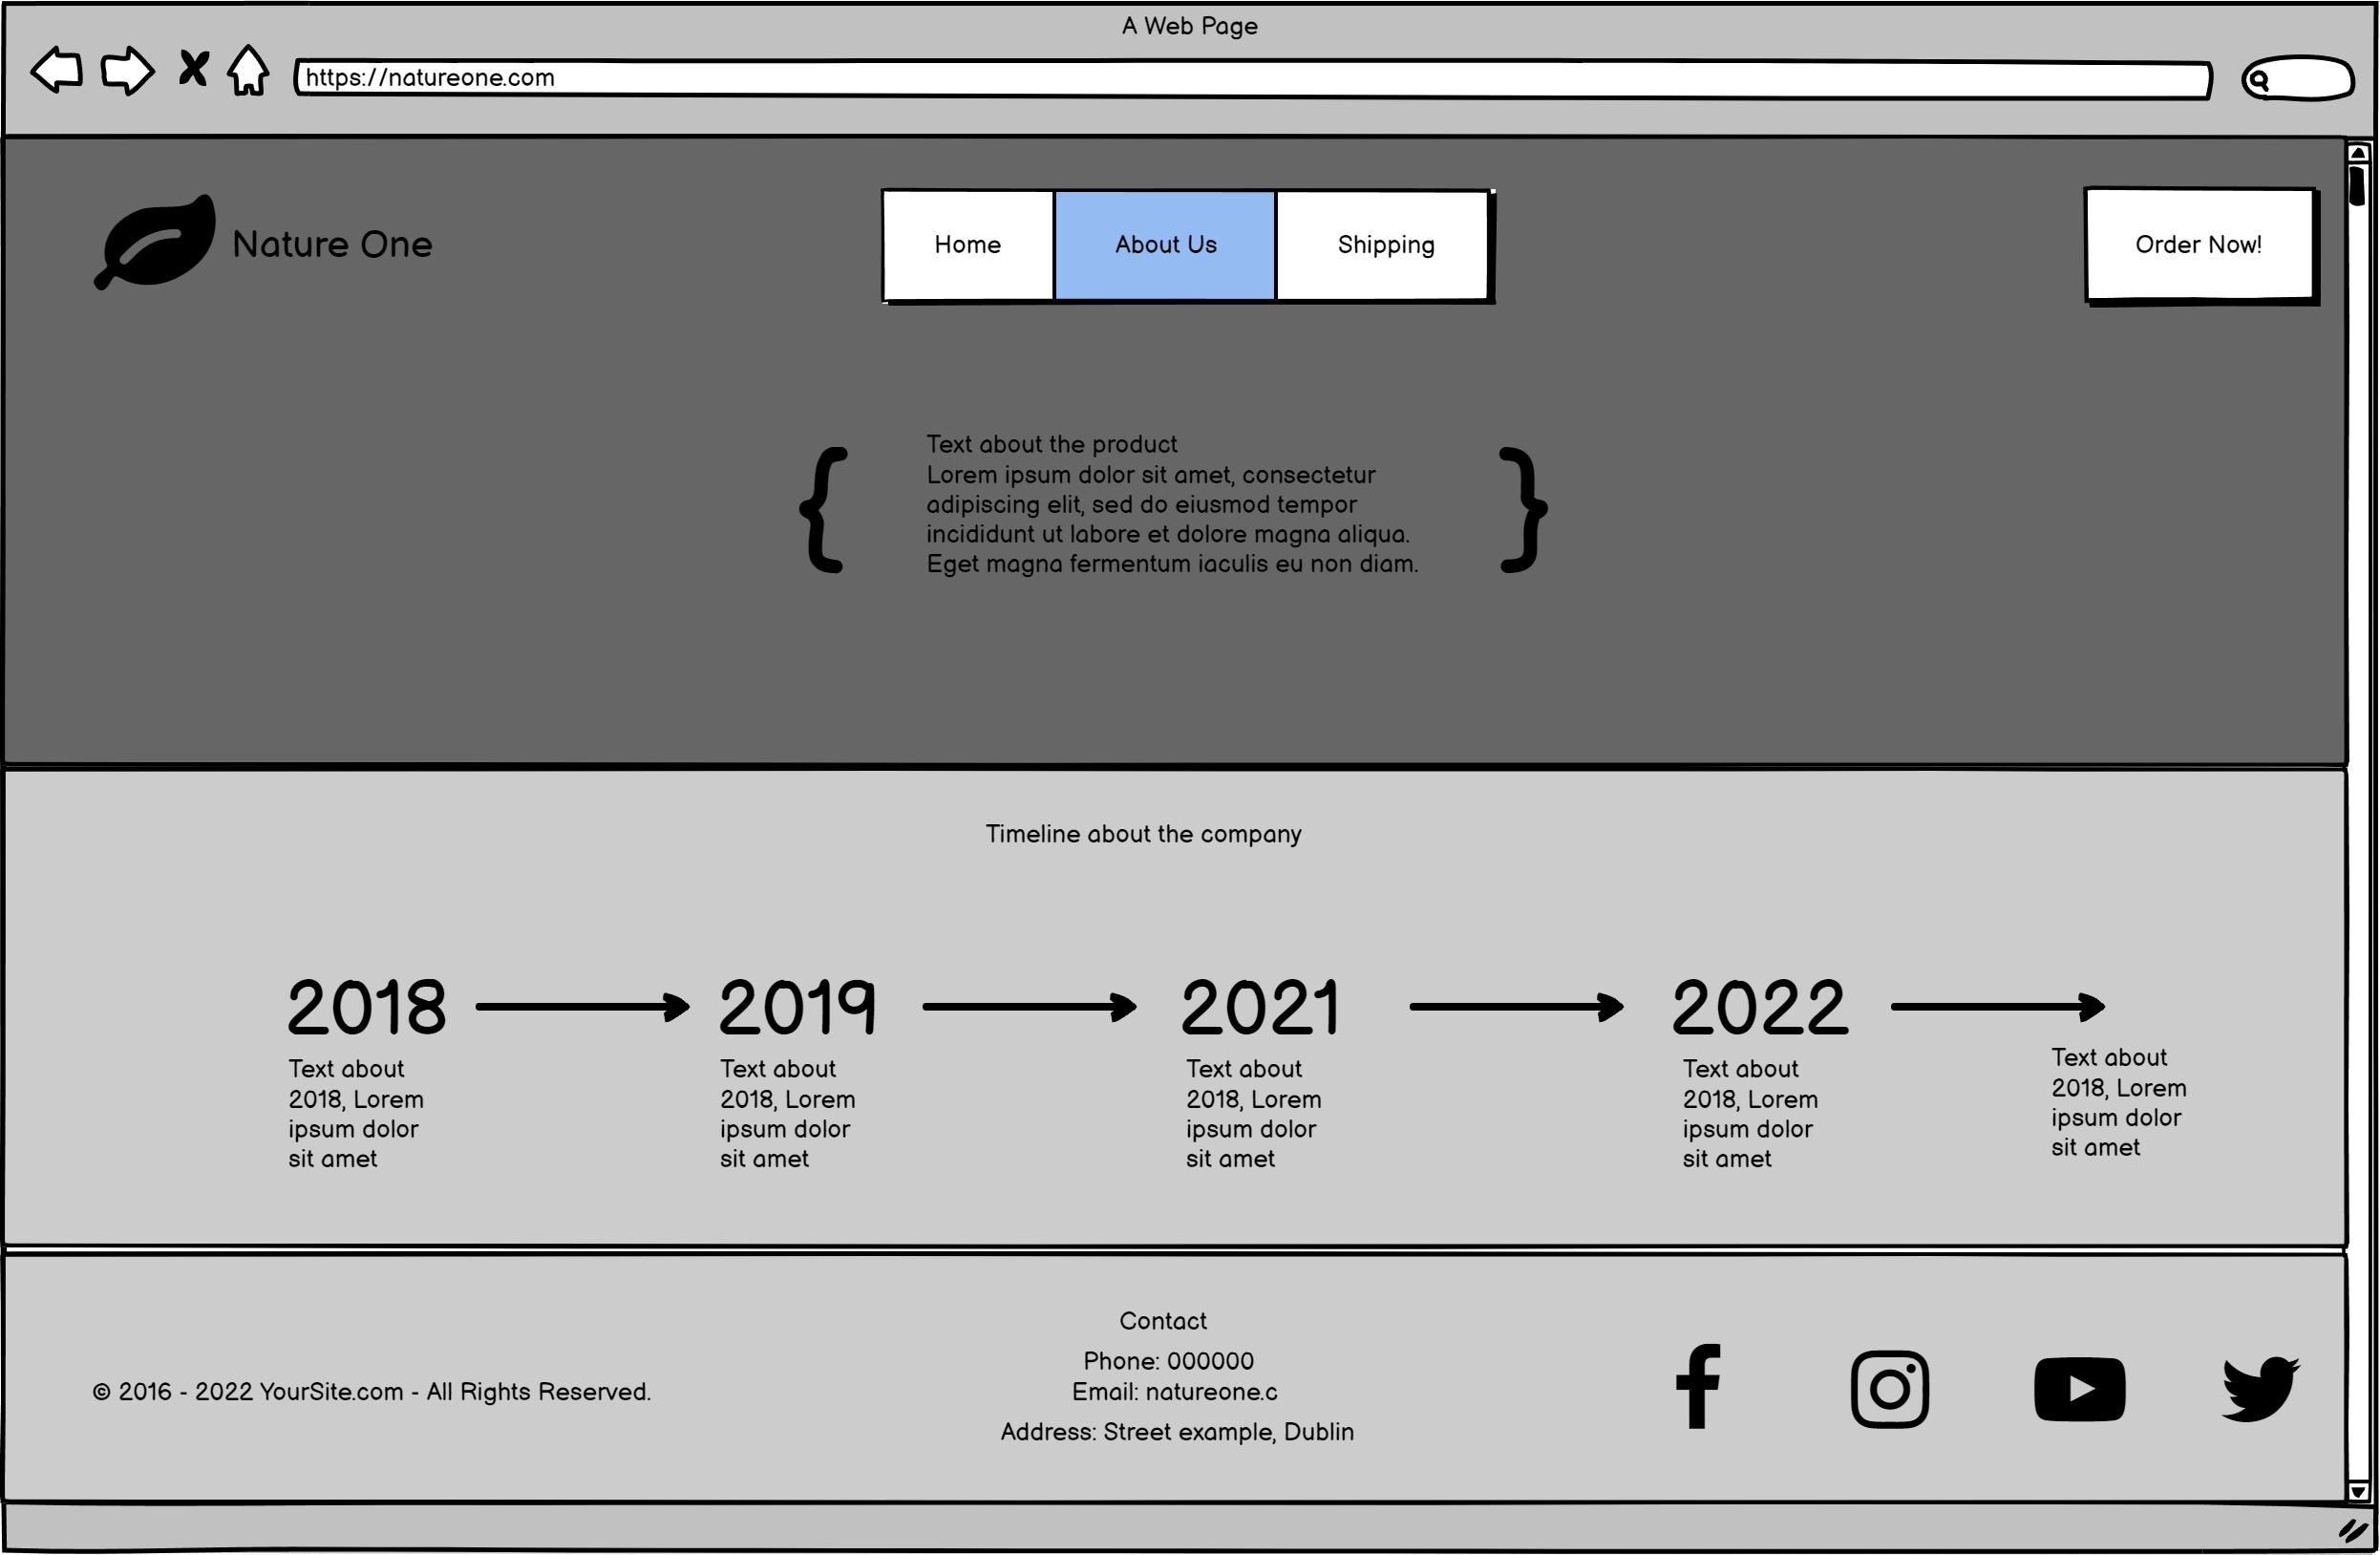 A Web Page
https://natureone.com
Nature One
Home
About Us
Shipping
Order Now!
Text about the product
Lorem ipsum dolor sit amet, consectetur
adipiscing elit, sed do eiusmod tempor
incididunt ut labore et dolore magna aliqua.
Eget magna fermentum iaculis eu non diam.
Timeline about the company
2018
Text about
2018, Lorem
ipsum dolor
sit amet
2019
Text about
2018, Lorem
ipsum dolor
sit amet
2021
Text about
2018, Lorem
ipsum dolor
sit amet
2022
Text about
2018, Lorem
ipsum dolor
sit amet
Text about
2018, Lorem
ipsum dolor
sit amet
© 2016 - 2022 YourSite.com - All Rights Reserved.
Contact
Phone: 000000
Email: natureone.c
Address: Street example, Dublin